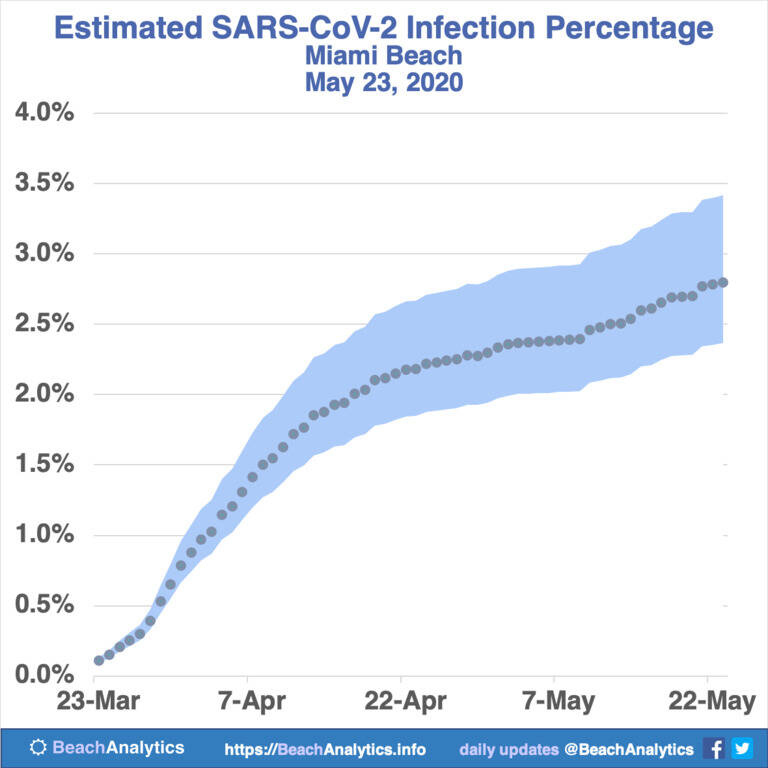 Estimated SARS-CoV-2 Infection Percentage
Miami Beach
May 23, 2020
4.0%
3.5%
3.0%
2.5%
2.0%
1.5%
1.0%
0.5%
0.0%
23-Mar 7-Apr 22-Apr 7-May 22-May
BeachAnalytics https://BeachAnalytics.info daily updates @BeachAnalytics